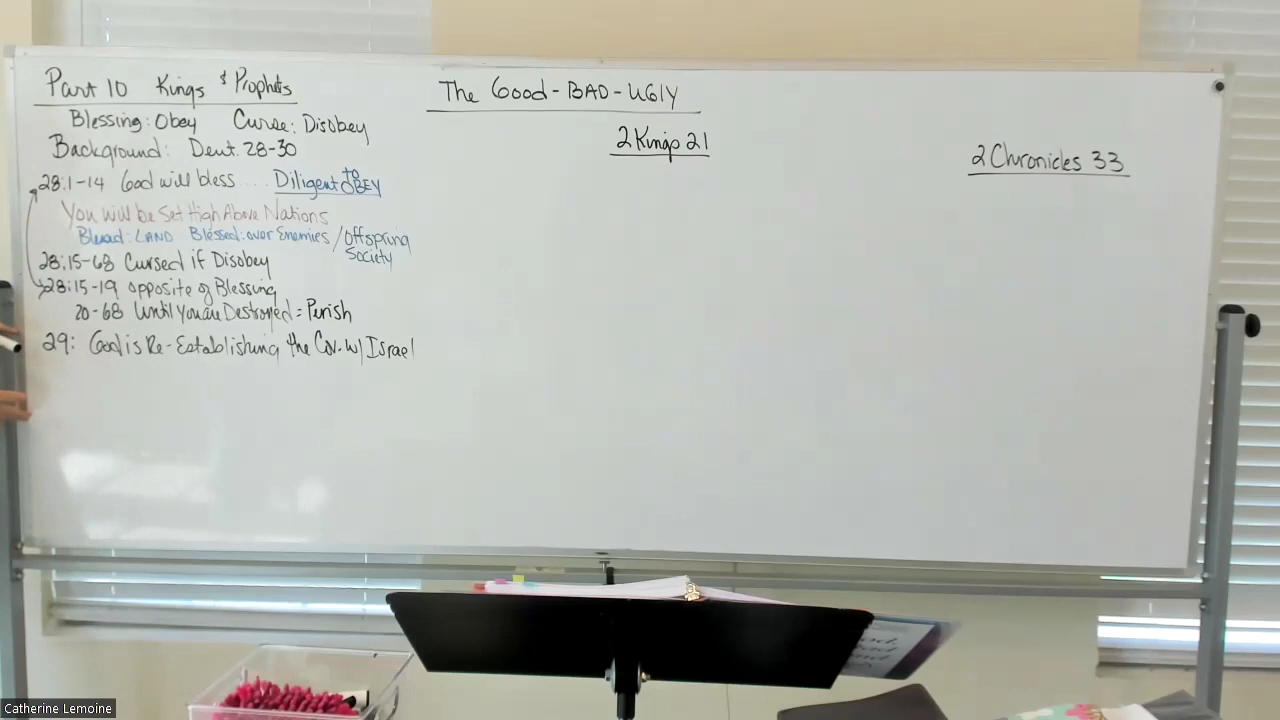 Part 10 Kings & Prophets
Blessing: Obey Curse: Disobey
Background: Deut. 28-30
28:1-14 God will bless .... Diligent to OBEY
You will be Set High Above Nations
Blessed: LAND Blessed: over Enemies / Offspring
Society
28:15-68 Cursed if Disobey
28:15-19 opposite of Blessing
20-68 Until You are Destroyed = Perish
29: God is Re-Establishing the Cov. w/ Israel
The Good - BAD - UGLY
2 Kings 21
2 Chronicles 33
Catherine Lemoine